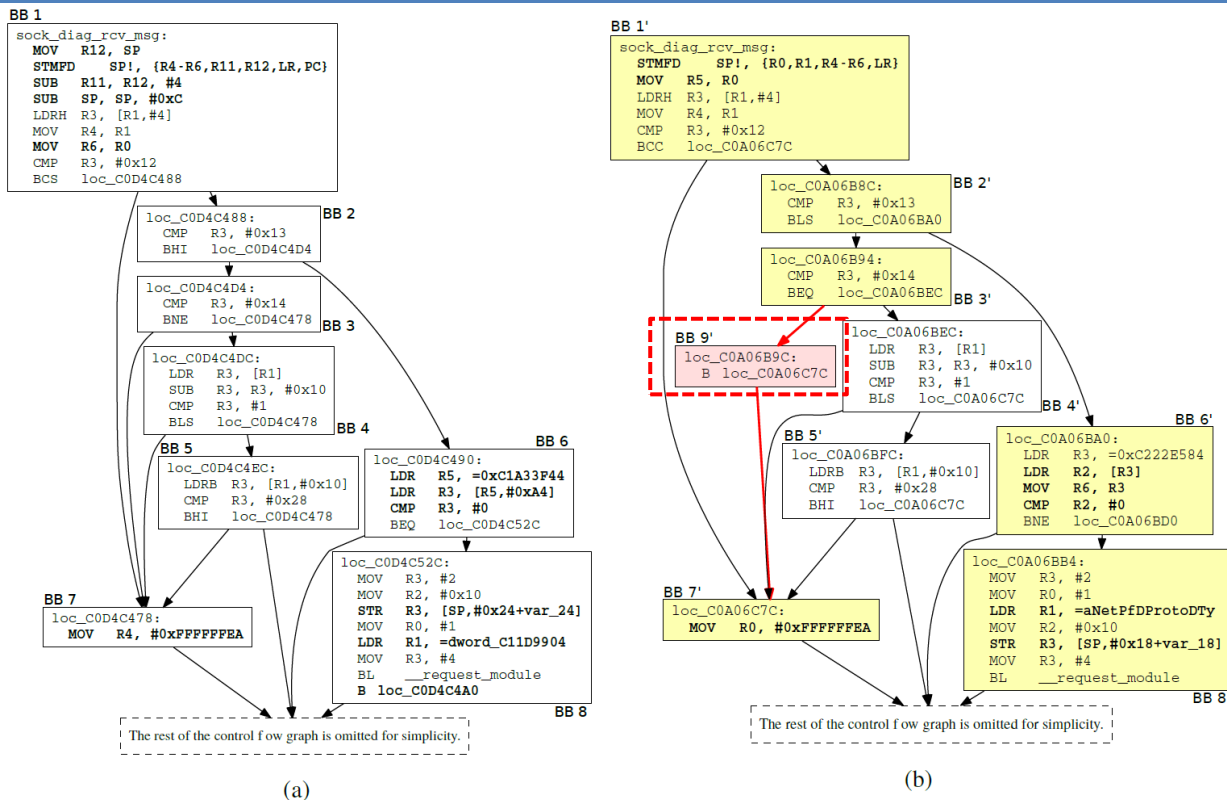 BB 1
sock_diag_rcv_msg:
MOV R12, SP
STMFD SP!, {R4-R6,R11,R12,LR,PC}
SUB R11, R12, #4
SUB SP, SP, #0xC
LDRH R3, [R1,#4]
MOV R4, R1
MOV R6, R0
CMP R3, #0x12
BCS loc_C0D4C488
BB 2
loc_C0D4C488:
CMP R3, #0x13
BHI loc_C0D4C4D4
loc_C0D4C4D4:
CMP R3, #0x14
BNE loc_C0D4C478
BB 3
loc_C0D4C4DC:
LDR R3, [R1]
SUB R3, R3, #0x10
CMP R3, #1
BLS loc_C0D4C478
BB 4
BB 5
loc_C0D4C4EC:
LDRB R3, [R1,#0x10]
CMP R3, #0x28
BHI loc_C0D4C478
BB 6
loc_C0D4C490:
LDR R5, =0xC1A33F44
LDR R3, [R5,#0xA4]
CMP R3, #0
BEQ loc_C0D4C52C
BB 7
loc_C0D4C478:
MOV R4, #0xFFFFFFEA
loc_C0D4C52C:
MOV R3, #2
MOV R2, #0x10
STR R3, [SP,#0x24+var_24]
MOV R0, #1
LDR R1, =dword_C11D9904
MOV R3, #4
BL __request_module
B loc_C0D4C4A0
BB 8
The rest of the control f ow graph is omitted for simplicity.
(a)
BB 1'
sock_diag_rcv_msg:
STMFD SP!, {R0,R1,R4-R6,LR}
MOV R5, R0
LDRH R3, [R1,#4]
MOV R4, R1
CMP R3, #0x12
BCC loc_C0A06C7C
BB 2'
loc_C0A06B8C:
CMP R3, #0x13
BLS loc_C0A06BA0
loc_C0A06B94:
CMP R3, #0x14
BEQ loc_C0A06BEC
BB 3'
BB 9'
loc_C0A06B9C:
B loc_C0A06C7C
loc_C0A06BEC:
LDR R3, [R1]
SUB R3, R3, #0x10
CMP R3, #1
BLS loc_C0A06C7C
BB 4'
BB 5'
loc_C0A06BFC:
LDRB R3, [R1,#0x10]
CMP R3, #0x28
BHI loc_C0A06C7C
BB 6'
loc_C0A06BA0:
LDR R3, =0xC222E584
LDR R2, [R3]
MOV R6, R3
CMP R2, #0
BNE loc_C0A06BD0
BB 7'
loc_C0A06C7C:
MOV R0, #0xFFFFFFEA
loc_C0A06BB4:
MOV R3, #2
MOV R0, #1
LDR R1, =aNetPfDProtoDTy
MOV R2, #0x10
STR R3, [SP,#0x18+var_18]
MOV R3, #4
BL __request_module
BB 8
The rest of the control f ow graph is omitted for simplicity.
(b)